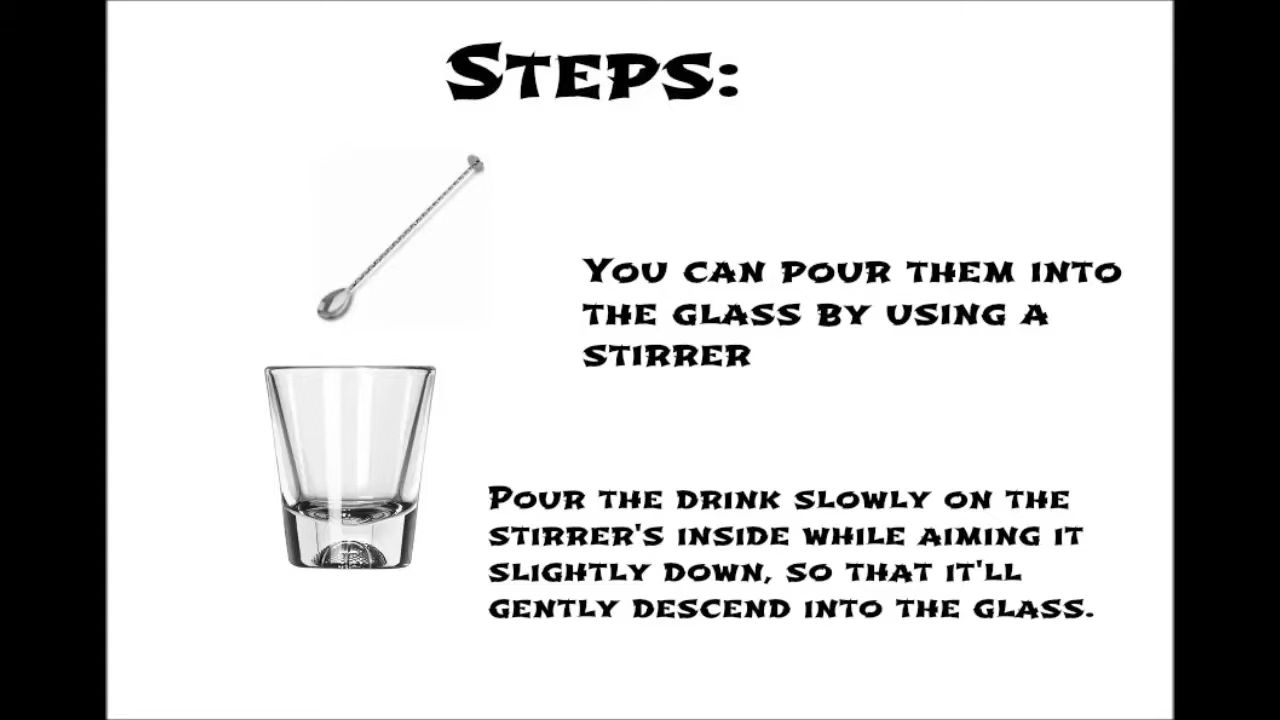 Steps:
You can pour them into
the glass by using a
stirrer
Pour the drink slowly on the
stirrer's inside while aiming it
slightly down, so that it'll
gently descend into the glass.